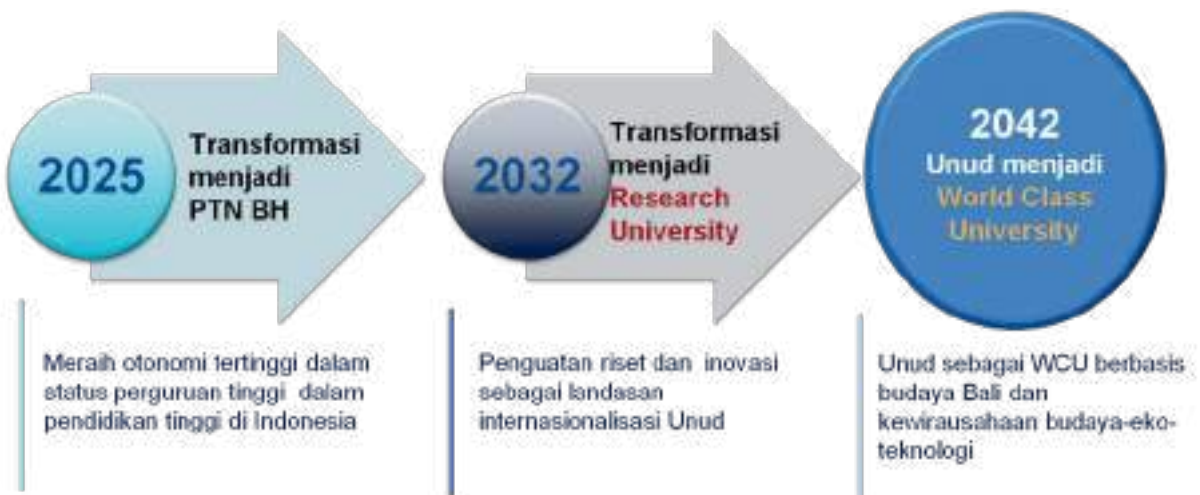 2025
Transformasi
menjadi
PTN BH
Meraih otonomi tertinggi dalam
status perguruan tinggi dalam
pendidikan tinggi di Indonesia
2032
Transformasi
menjadi
Research
University
Penguatan riset dan inovasi
sebagai landasan
internasionalisasi Unud
2042
Unud menjadi
World Class
University
Unud sebagai WCU berbasis
budaya Bali dan
kewirausahaan budaya-eko-
teknologi